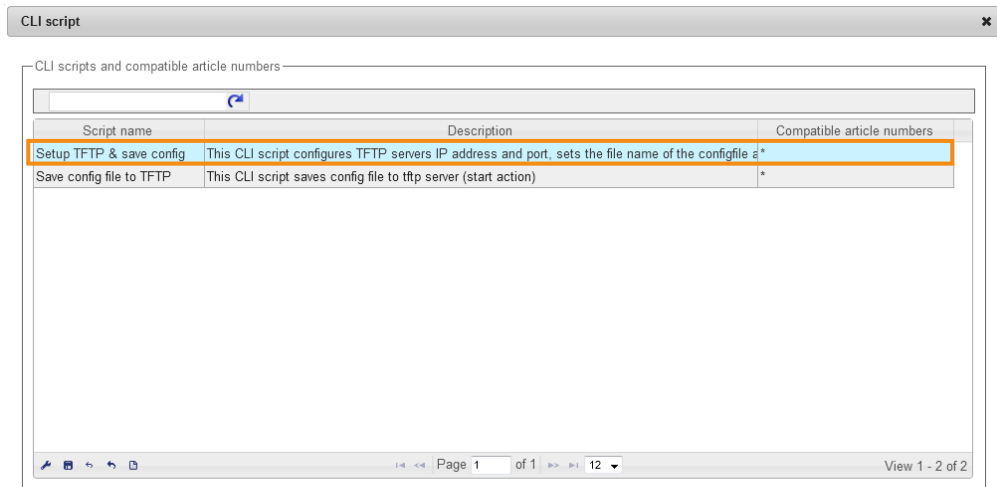 CLI script
CLI scripts and compatible article numbers
Script name Description Compatible article numbers
Setup TFTP & save config This CLI script configures TFTP servers IP address and port, sets the file name of the configfile a *
Save config file to TFTP This CLI script saves config file to tftp server (start action) *
Page 1 of 1 12 View 1 - 2 of 2